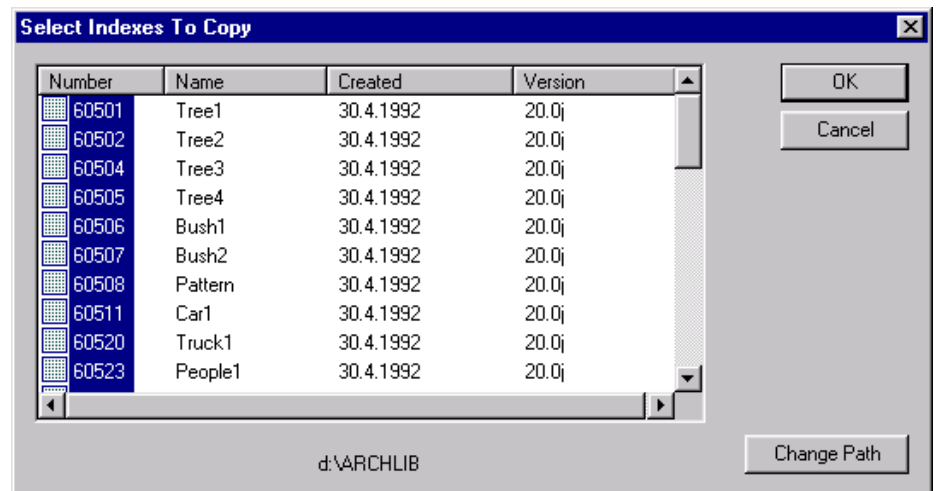 Select Indexes To Copy
Number Name Created Version
OK
60501 Tree1 30.4.1992 20.0j
Cancel
60502 Tree2 30.4.1992 20.0j
60504 Tree3 30.4.1992 20.0j
60505 Tree4 30.4.1992 20.0j
60506 Bush1 30.4.1992 20.0j
60507 Bush2 30.4.1992 20.0j
60508 Pattern 30.4.1992 20.0j
60511 Car1 30.4.1992 20.0j
60520 Truck1 30.4.1992 20.0j
60523 People1 30.4.1992 20.0j
d:\ARCHLIB
Change Path